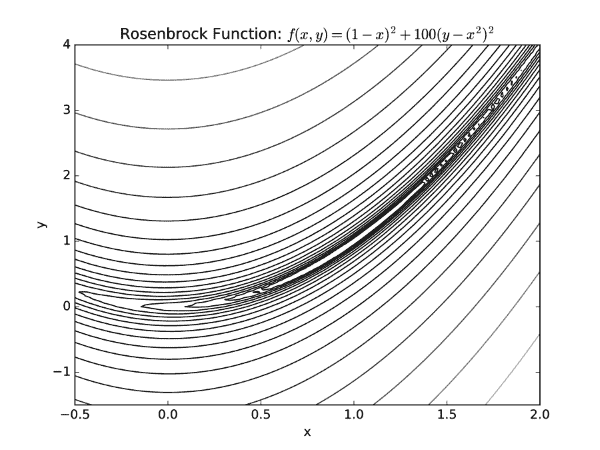 Rosenbrock Function: f(x, y) = (1 − x)² + 100(y − x²)²
4
3
2
1
0
−1
y
−0.5 0.0 0.5 1.0 1.5 2.0
x